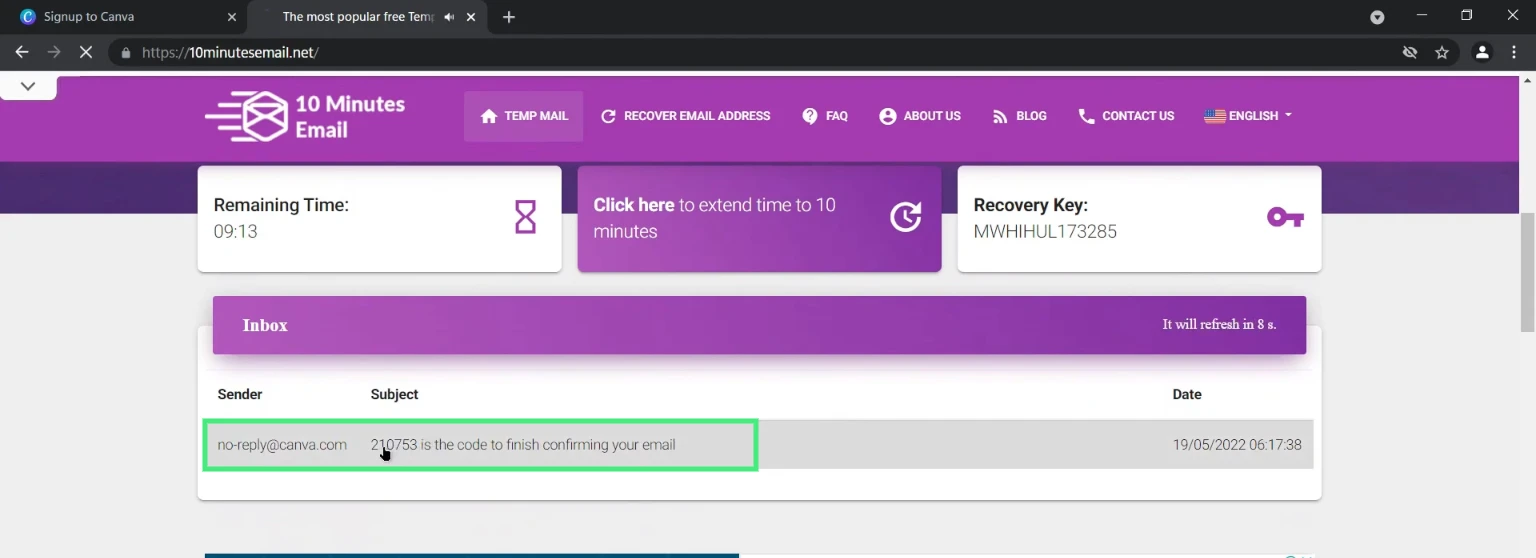 Signup to Canva
The most popular free Temp
https://10minutesemail.net/
10 Minutes
Email
TEMP MAIL
RECOVER EMAIL ADDRESS
FAQ
ABOUT US
BLOG
CONTACT US
ENGLISH
Remaining Time:
09:13
Click here to extend time to 10
minutes
Recovery Key:
MWHIHUL173285
Inbox
It will refresh in 8 s.
Sender Subject Date
no-reply@canva.com 210753 is the code to finish confirming your email 19/05/2022 06:17:38